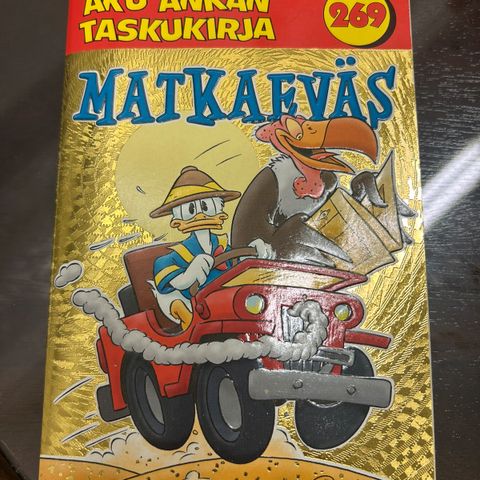 AKU ANKAN
TASKUKIRJA
269
MATKAEVÄS